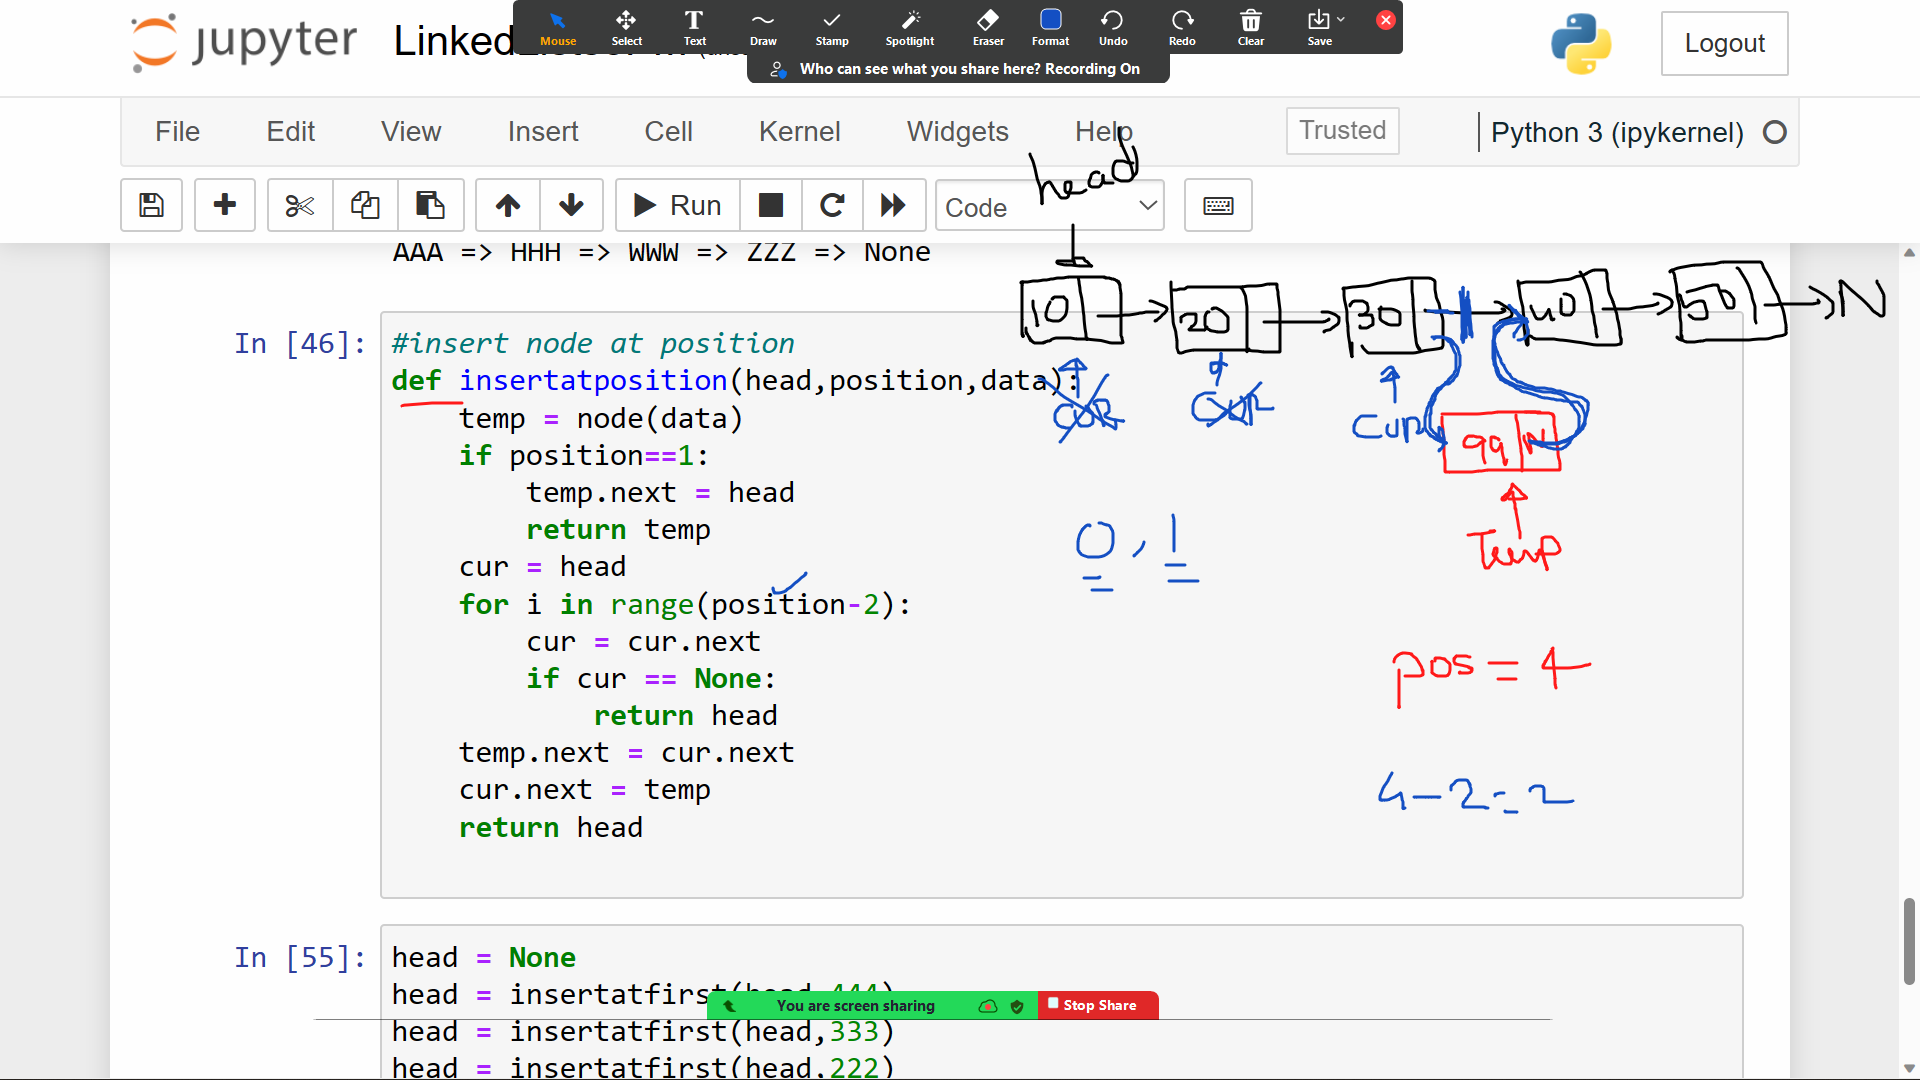 Mouse Select Text Draw Stamp Spotlight Eraser Format Undo Redo Clear Save
Who can see what you share here? Recording On
jupyter
Logout
File Edit View Insert Cell Kernel Widgets Help Trusted Python 3 (ipykernel)
Run Code
head
AAA => HHH => WWW => ZZZ => None
10 20 30 40 50 N
In [46]:
#insert node at position
def insertatposition(head,position,data):
temp = node(data)
if position==1:
temp.next = head
return temp
cur = head
for i in range(position-2):
cur = cur.next
if cur == None:
return head
temp.next = cur.next
cur.next = temp
return head
CUR CUR Cur
99 N
Temp
0, 1
pos = 4
4-2=2
In [55]:
head = None
head = insertatfirst(head,444)
You are screen sharing Stop Share
head = insertatfirst(head,333)
head = insertatfirst(head,222)